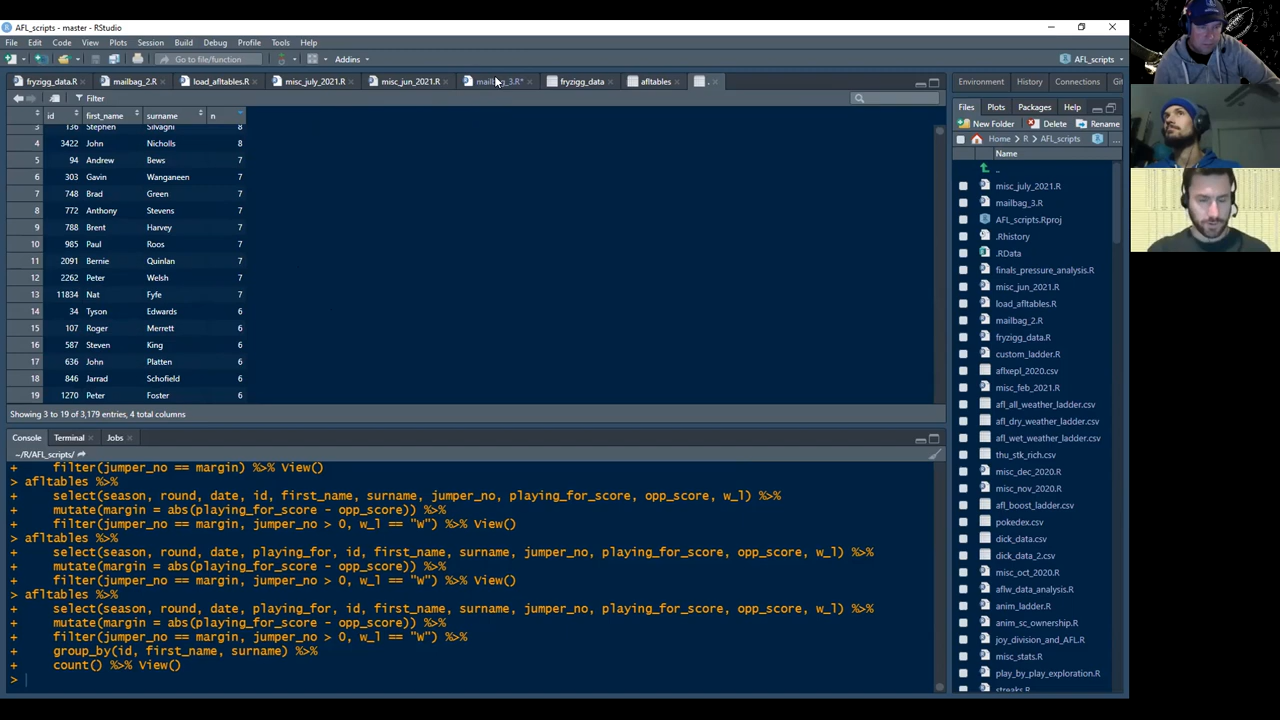 AFL_scripts - master - RStudio
File Edit Code View Plots Session Build Debug Profile Tools Help
Go to file/function Addins AFL_scripts
fryzigg_data.R mailbag_2.R load_afltables.R misc_july_2021.R misc_jun_2021.R mailbag_3.R* fryzigg_data afltables .
Environment History Connections Git
Filter
Files Plots Packages Help
id first_name surname n
New Folder Delete Rename
Home R AFL_scripts ...
Name
..
3 136 Stephen Silvagni 8
4 3422 John Nicholls 8
5 94 Andrew Bews 7
6 303 Gavin Wanganeen 7
7 748 Brad Green 7
8 772 Anthony Stevens 7
9 788 Brent Harvey 7
10 985 Paul Roos 7
11 2091 Bernie Quinlan 7
12 2262 Peter Welsh 7
13 11834 Nat Fyfe 7
14 34 Tyson Edwards 6
15 107 Roger Merrett 6
16 587 Steven King 6
17 636 John Platten 6
18 846 Jarrad Schofield 6
19 1270 Peter Foster 6
Showing 3 to 19 of 3,179 entries, 4 total columns
Console Terminal Jobs
~/R/AFL_scripts/
+ filter(jumper_no == margin) %>% View()
> afltables %>%
+ select(season, round, date, id, first_name, surname, jumper_no, playing_for_score, opp_score, w_l) %>%
+ mutate(margin = abs(playing_for_score - opp_score)) %>%
+ filter(jumper_no == margin, jumper_no > 0, w_l == "W") %>% View()
> afltables %>%
+ select(season, round, date, playing_for, id, first_name, surname, jumper_no, playing_for_score, opp_score, w_l) %>%
+ mutate(margin = abs(playing_for_score - opp_score)) %>%
+ filter(jumper_no == margin, jumper_no > 0, w_l == "W") %>% View()
> afltables %>%
+ select(season, round, date, playing_for, id, first_name, surname, jumper_no, playing_for_score, opp_score, w_l) %>%
+ mutate(margin = abs(playing_for_score - opp_score)) %>%
+ filter(jumper_no == margin, jumper_no > 0, w_l == "W") %>%
+ group_by(id, first_name, surname) %>%
+ count() %>% View()
>
misc_july_2021.R
mailbag_3.R
AFL_scripts.Rproj
.Rhistory
.RData
finals_pressure_analysis.R
misc_jun_2021.R
load_afltables.R
mailbag_2.R
fryzigg_data.R
custom_ladder.R
aflxepl_2020.csv
misc_feb_2021.R
afl_all_weather_ladder.csv
afl_dry_weather_ladder.csv
afl_wet_weather_ladder.csv
thu_stk_rich.csv
misc_dec_2020.R
misc_nov_2020.R
afl_boost_ladder.csv
pokedex.csv
dick_data.csv
dick_data_2.csv
misc_oct_2020.R
aflw_data_analysis.R
anim_ladder.R
anim_sc_ownership.R
joy_division_and_AFL.R
misc_stats.R
play_by_play_exploration.R
streaks.R